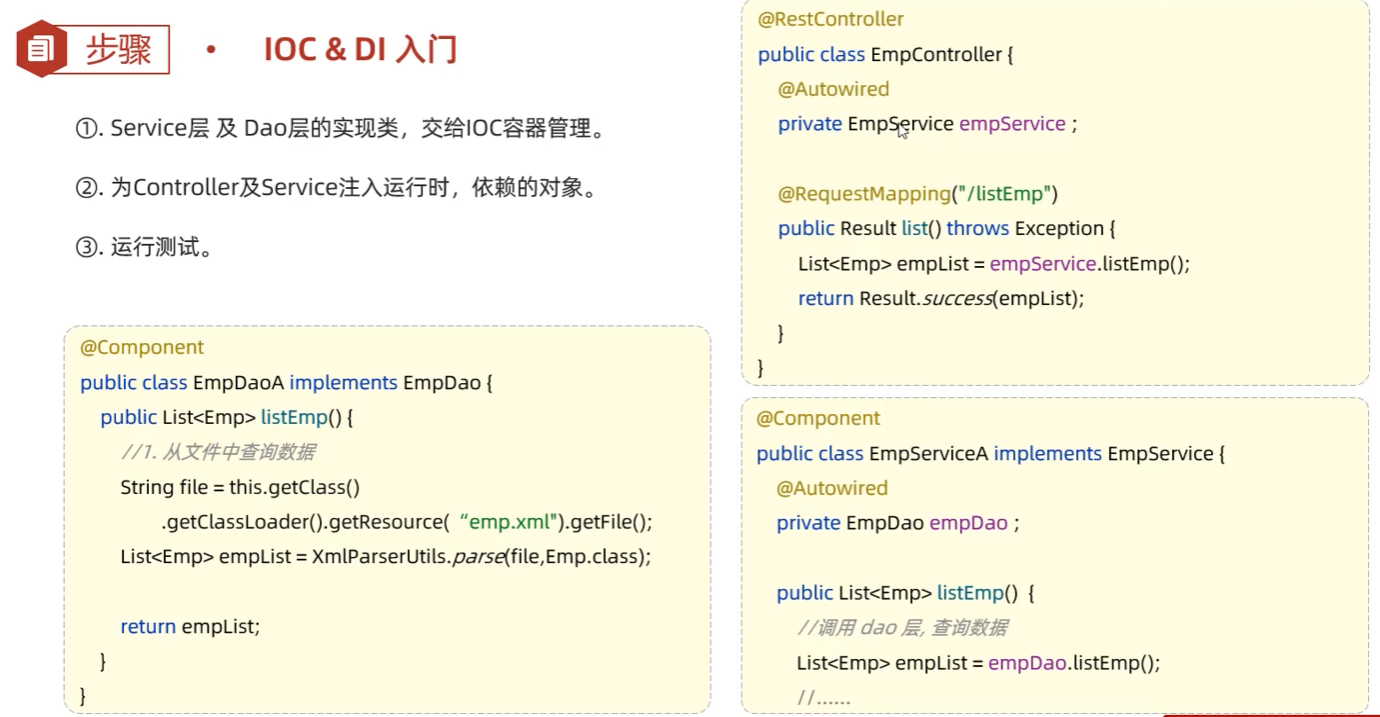 步骤 • IOC & DI 入门
①. Service层 及 Dao层的实现类，交给IOC容器管理。
②. 为Controller及Service注入运行时，依赖的对象。
③. 运行测试。
@Component
public class EmpDaoA implements EmpDao {
public List<Emp> listEmp() {
//1. 从文件中查询数据
String file = this.getClass()
.getClassLoader().getResource( “emp.xml").getFile();
List<Emp> empList = XmlParserUtils.parse(file,Emp.class);
return empList;
}
}
@RestController
public class EmpController {
@Autowired
private EmpService empService ;
@RequestMapping("/listEmp")
public Result list() throws Exception {
List<Emp> empList = empService.listEmp();
return Result.success(empList);
}
}
@Component
public class EmpServiceA implements EmpService {
@Autowired
private EmpDao empDao ;
public List<Emp> listEmp() {
//调用 dao 层, 查询数据
List<Emp> empList = empDao.listEmp();
//......